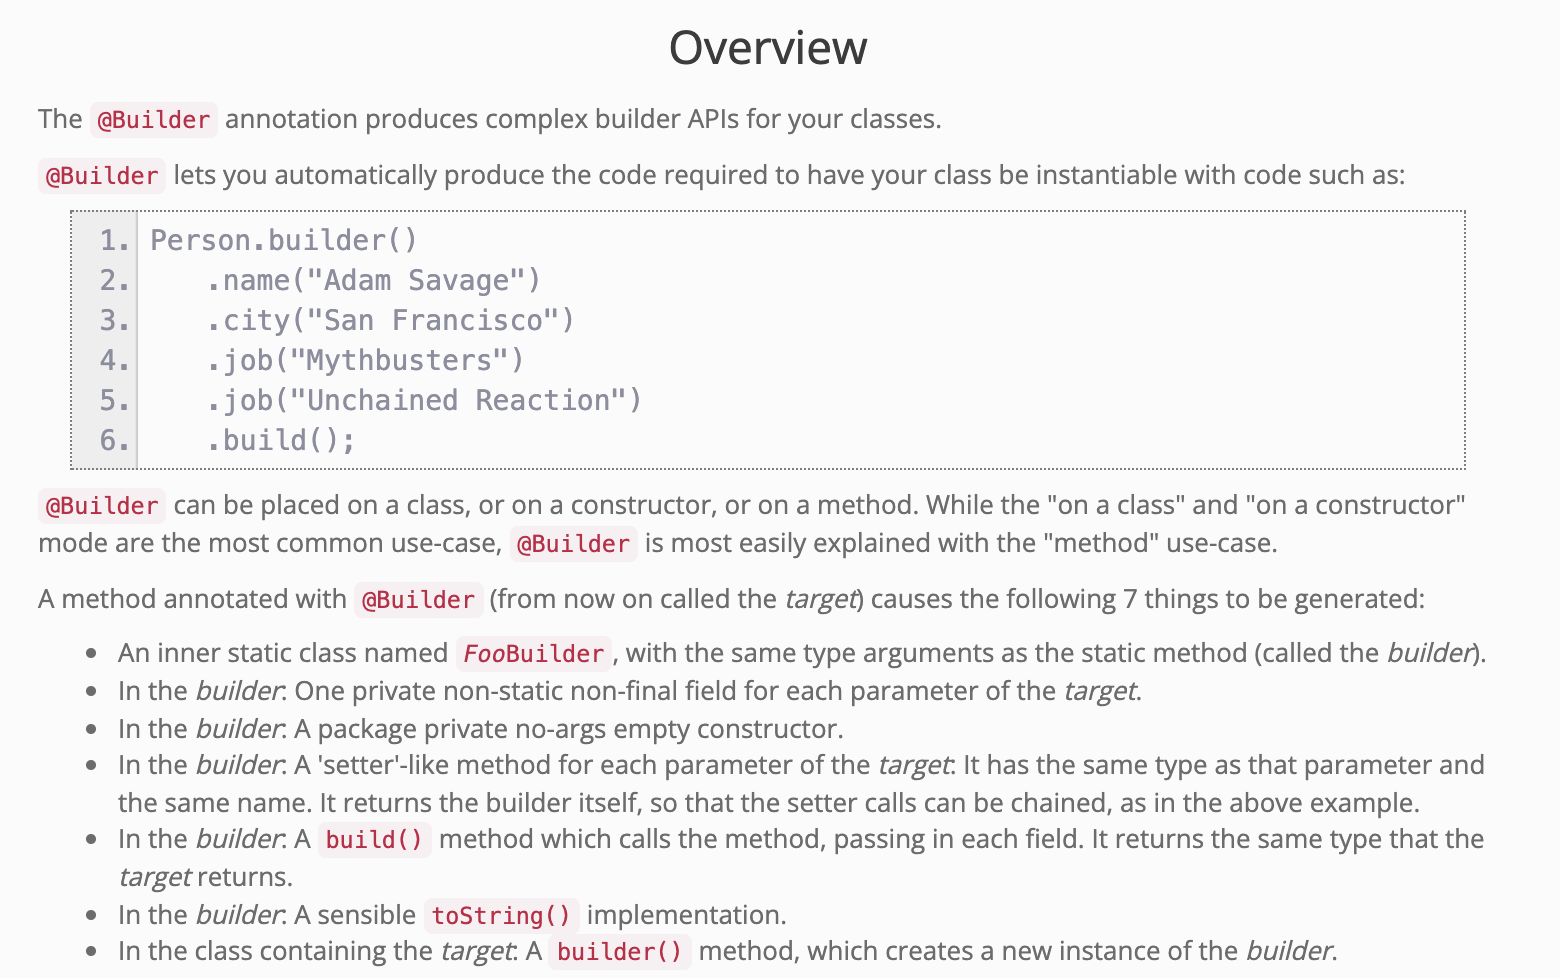 Overview
The @Builder annotation produces complex builder APIs for your classes.
@Builder lets you automatically produce the code required to have your class be instantiable with code such as:
1. Person.builder()
2. .name("Adam Savage")
3. .city("San Francisco")
4. .job("Mythbusters")
5. .job("Unchained Reaction")
6. .build();
@Builder can be placed on a class, or on a constructor, or on a method. While the "on a class" and "on a constructor"
mode are the most common use-case, @Builder is most easily explained with the "method" use-case.
A method annotated with @Builder (from now on called the target) causes the following 7 things to be generated:
• An inner static class named FooBuilder, with the same type arguments as the static method (called the builder).
• In the builder: One private non-static non-final field for each parameter of the target.
• In the builder: A package private no-args empty constructor.
• In the builder: A 'setter'-like method for each parameter of the target: It has the same type as that parameter and
the same name. It returns the builder itself, so that the setter calls can be chained, as in the above example.
• In the builder: A build() method which calls the method, passing in each field. It returns the same type that the
target returns.
• In the builder: A sensible toString() implementation.
• In the class containing the target: A builder() method, which creates a new instance of the builder.